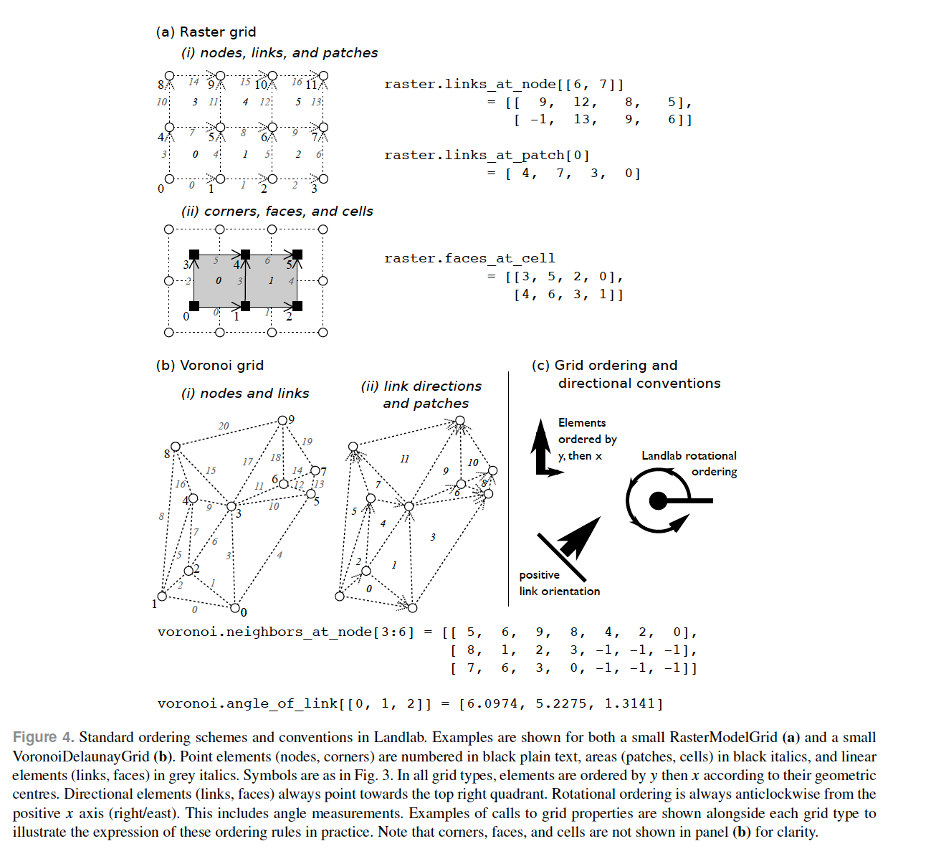 (a) Raster grid
(i) nodes, links, and patches
8 14 9 15 10 16 11
10 3 11 4 12 5 13
4 7 5 8 6 9 7
3 0 4 1 5 2 6
0 0 1 1 2 2 3
raster.links_at_node[[6, 7]]
= [[ 9, 12, 8, 5],
[ -1, 13, 9, 6]]
raster.links_at_patch[0]
= [ 4, 7, 3, 0]
(ii) corners, faces, and cells
3 5 4 6 5
2 0 3 1 4
0 0 1 1 2
raster.faces_at_cell
= [[3, 5, 2, 0],
[4, 6, 3, 1]]
(b) Voronoi grid
(i) nodes and links
20 9
8 19
15 17 18 14 7
16 11 6 12 13
4 9 3 10 5
8 7 6
5 2 3 4
2 1
1 0 0
(ii) link directions
and patches
11 10
9
7 6 8
5 4
3
2 1
0
(c) Grid ordering and
directional conventions
Elements
ordered by
y, then x
Landlab rotational
ordering
positive
link orientation
voronoi.neighbors_at_node[3:6] = [[ 5, 6, 9, 8, 4, 2, 0],
[ 8, 1, 2, 3, -1, -1, -1],
[ 7, 6, 3, 0, -1, -1, -1]]
voronoi.angle_of_link[[0, 1, 2]] = [6.0974, 5.2275, 1.3141]
Figure 4. Standard ordering schemes and conventions in Landlab. Examples are shown for both a small RasterModelGrid (a) and a small
VoronoiDelaunayGrid (b). Point elements (nodes, corners) are numbered in black plain text, areas (patches, cells) in black italics, and linear
elements (links, faces) in grey italics. Symbols are as in Fig. 3. In all grid types, elements are ordered by y then x according to their geometric
centres. Directional elements (links, faces) always point towards the top right quadrant. Rotational ordering is always anticlockwise from the
positive x axis (right/east). This includes angle measurements. Examples of calls to grid properties are shown alongside each grid type to
illustrate the expression of these ordering rules in practice. Note that corners, faces, and cells are not shown in panel (b) for clarity.